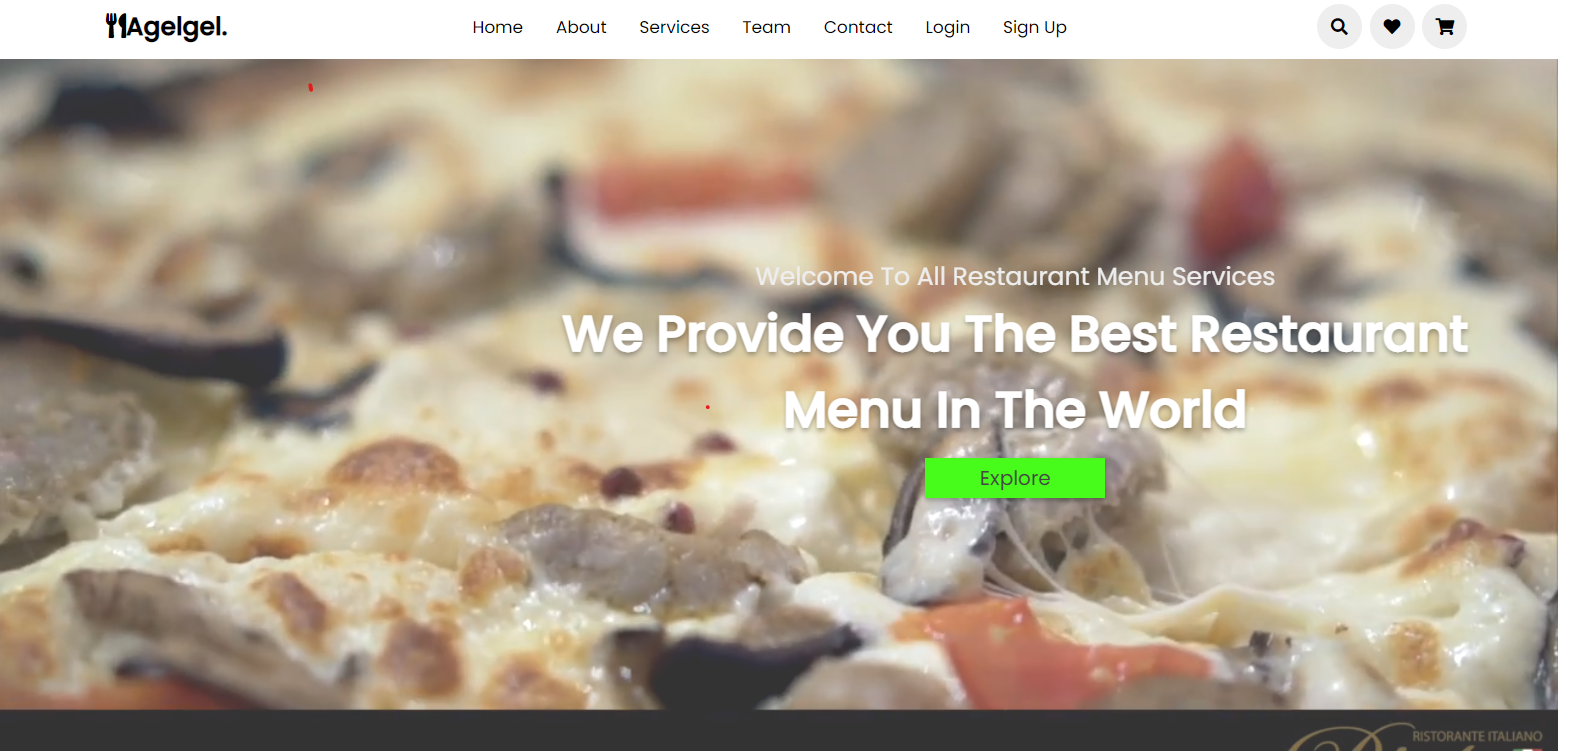 Agelgel.
Home About Services Team Contact Login Sign Up
Welcome To All Restaurant Menu Services
We Provide You The Best Restaurant
Menu In The World
Explore
RISTORANTE ITALIANO